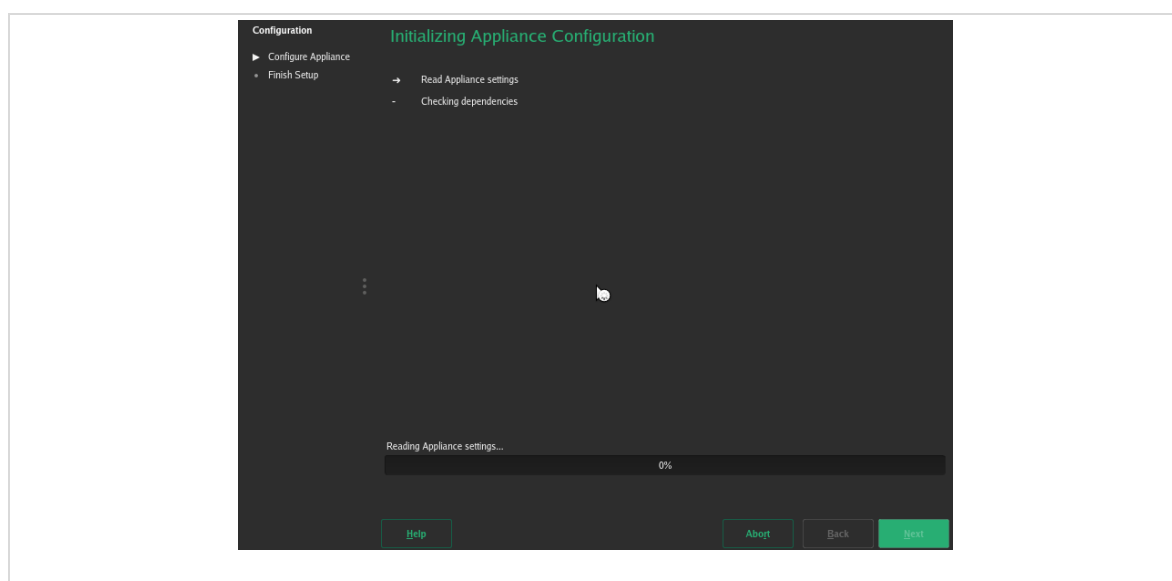 Configuration
Configure Appliance
Finish Setup
Initializing Appliance Configuration
Read Appliance settings
- Checking dependencies
Reading Appliance settings...
0%
Help
Abort
Back
Next